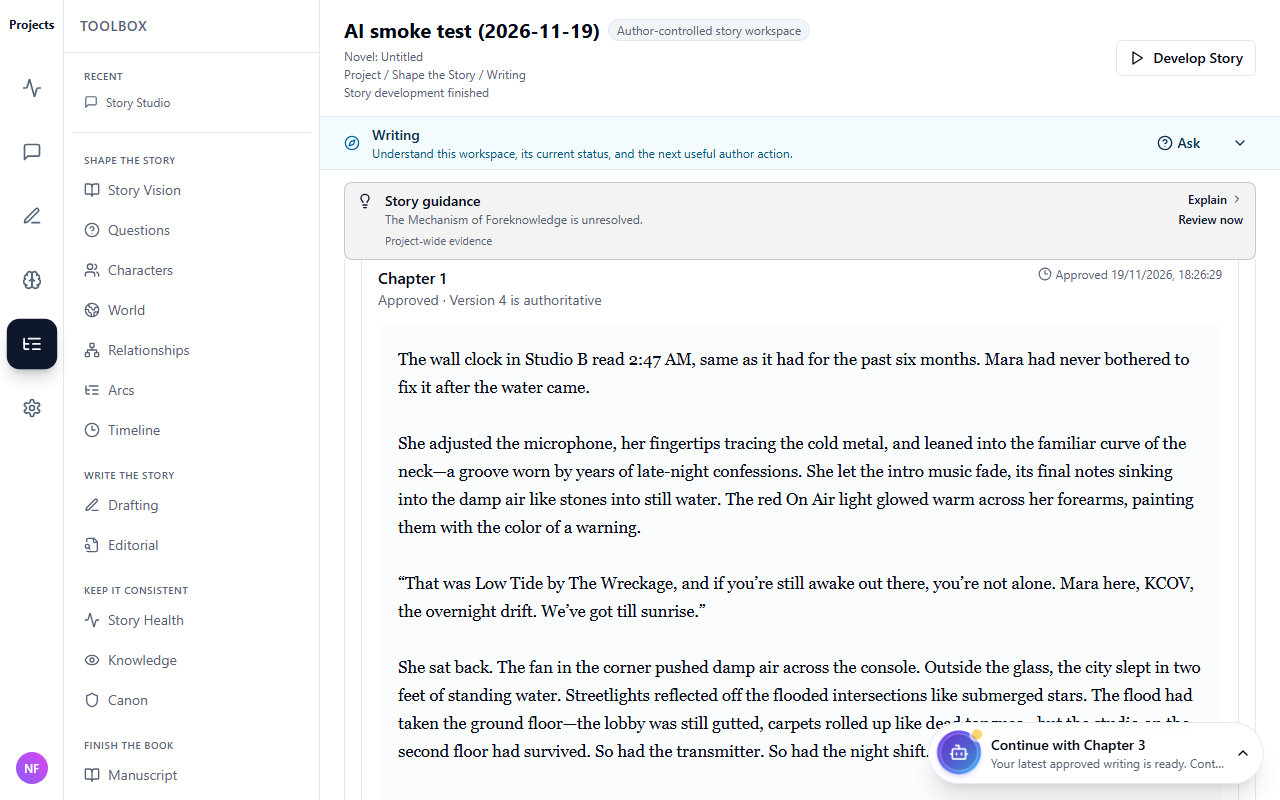 Projects
TOOLBOX
RECENT
Story Studio
SHAPE THE STORY
Story Vision
Questions
Characters
World
Relationships
Arcs
Timeline
WRITE THE STORY
Drafting
Editorial
KEEP IT CONSISTENT
Story Health
Knowledge
Canon
FINISH THE BOOK
Manuscript
NF
AI smoke test (2026-11-19)
Author-controlled story workspace
Novel: Untitled
Project / Shape the Story / Writing
Story development finished
Develop Story
Writing
Understand this workspace, its current status, and the next useful author action.
Ask
Story guidance
The Mechanism of Foreknowledge is unresolved.
Project-wide evidence
Explain
Review now
Chapter 1
Approved · Version 4 is authoritative
Approved 19/11/2026, 18:26:29
The wall clock in Studio B read 2:47 AM, same as it had for the past six months. Mara had never bothered to
fix it after the water came.
She adjusted the microphone, her fingertips tracing the cold metal, and leaned into the familiar curve of the
neck—a groove worn by years of late-night confessions. She let the intro music fade, its final notes sinking
into the damp air like stones into still water. The red On Air light glowed warm across her forearms, painting
them with the color of a warning.
“That was Low Tide by The Wreckage, and if you’re still awake out there, you’re not alone. Mara here, KCOV,
the overnight drift. We’ve got till sunrise.”
She sat back. The fan in the corner pushed damp air across the console. Outside the glass, the city slept in two
feet of standing water. Streetlights reflected off the flooded intersections like submerged stars. The flood had
taken the ground floor—the lobby was still gutted, carpets rolled up like dead tongues—but the studio on the
second floor had survived. So had the transmitter. So had the night shift.
Continue with Chapter 3
Your latest approved writing is ready. Cont...